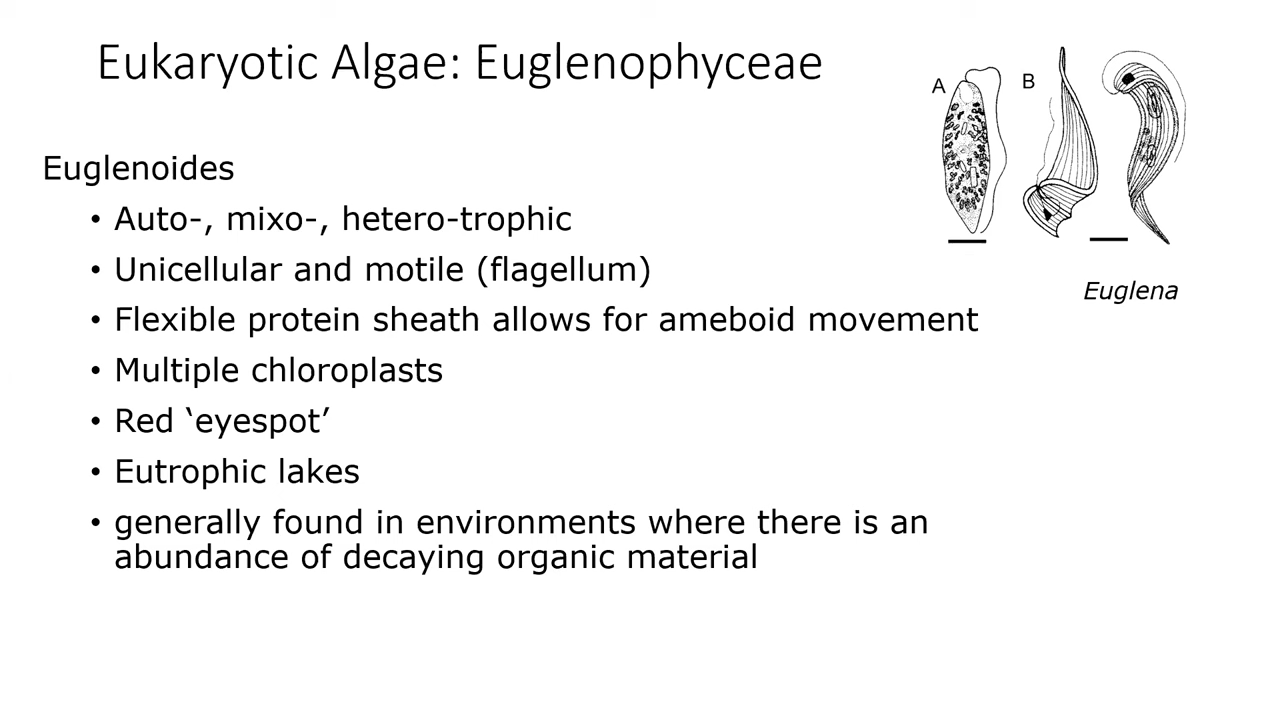 Eukaryotic Algae: Euglenophyceae
A
B
Euglenoides
• Auto-, mixo-, hetero-trophic
• Unicellular and motile (flagellum)
Euglena
• Flexible protein sheath allows for ameboid movement
• Multiple chloroplasts
• Red ‘eyespot’
• Eutrophic lakes
• generally found in environments where there is an
abundance of decaying organic material